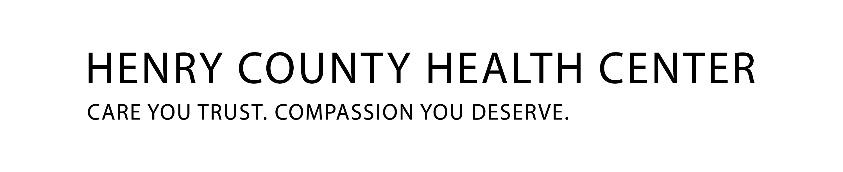 HENRY COUNTY HEALTH CENTER
CARE YOU TRUST. COMPASSION YOU DESERVE.